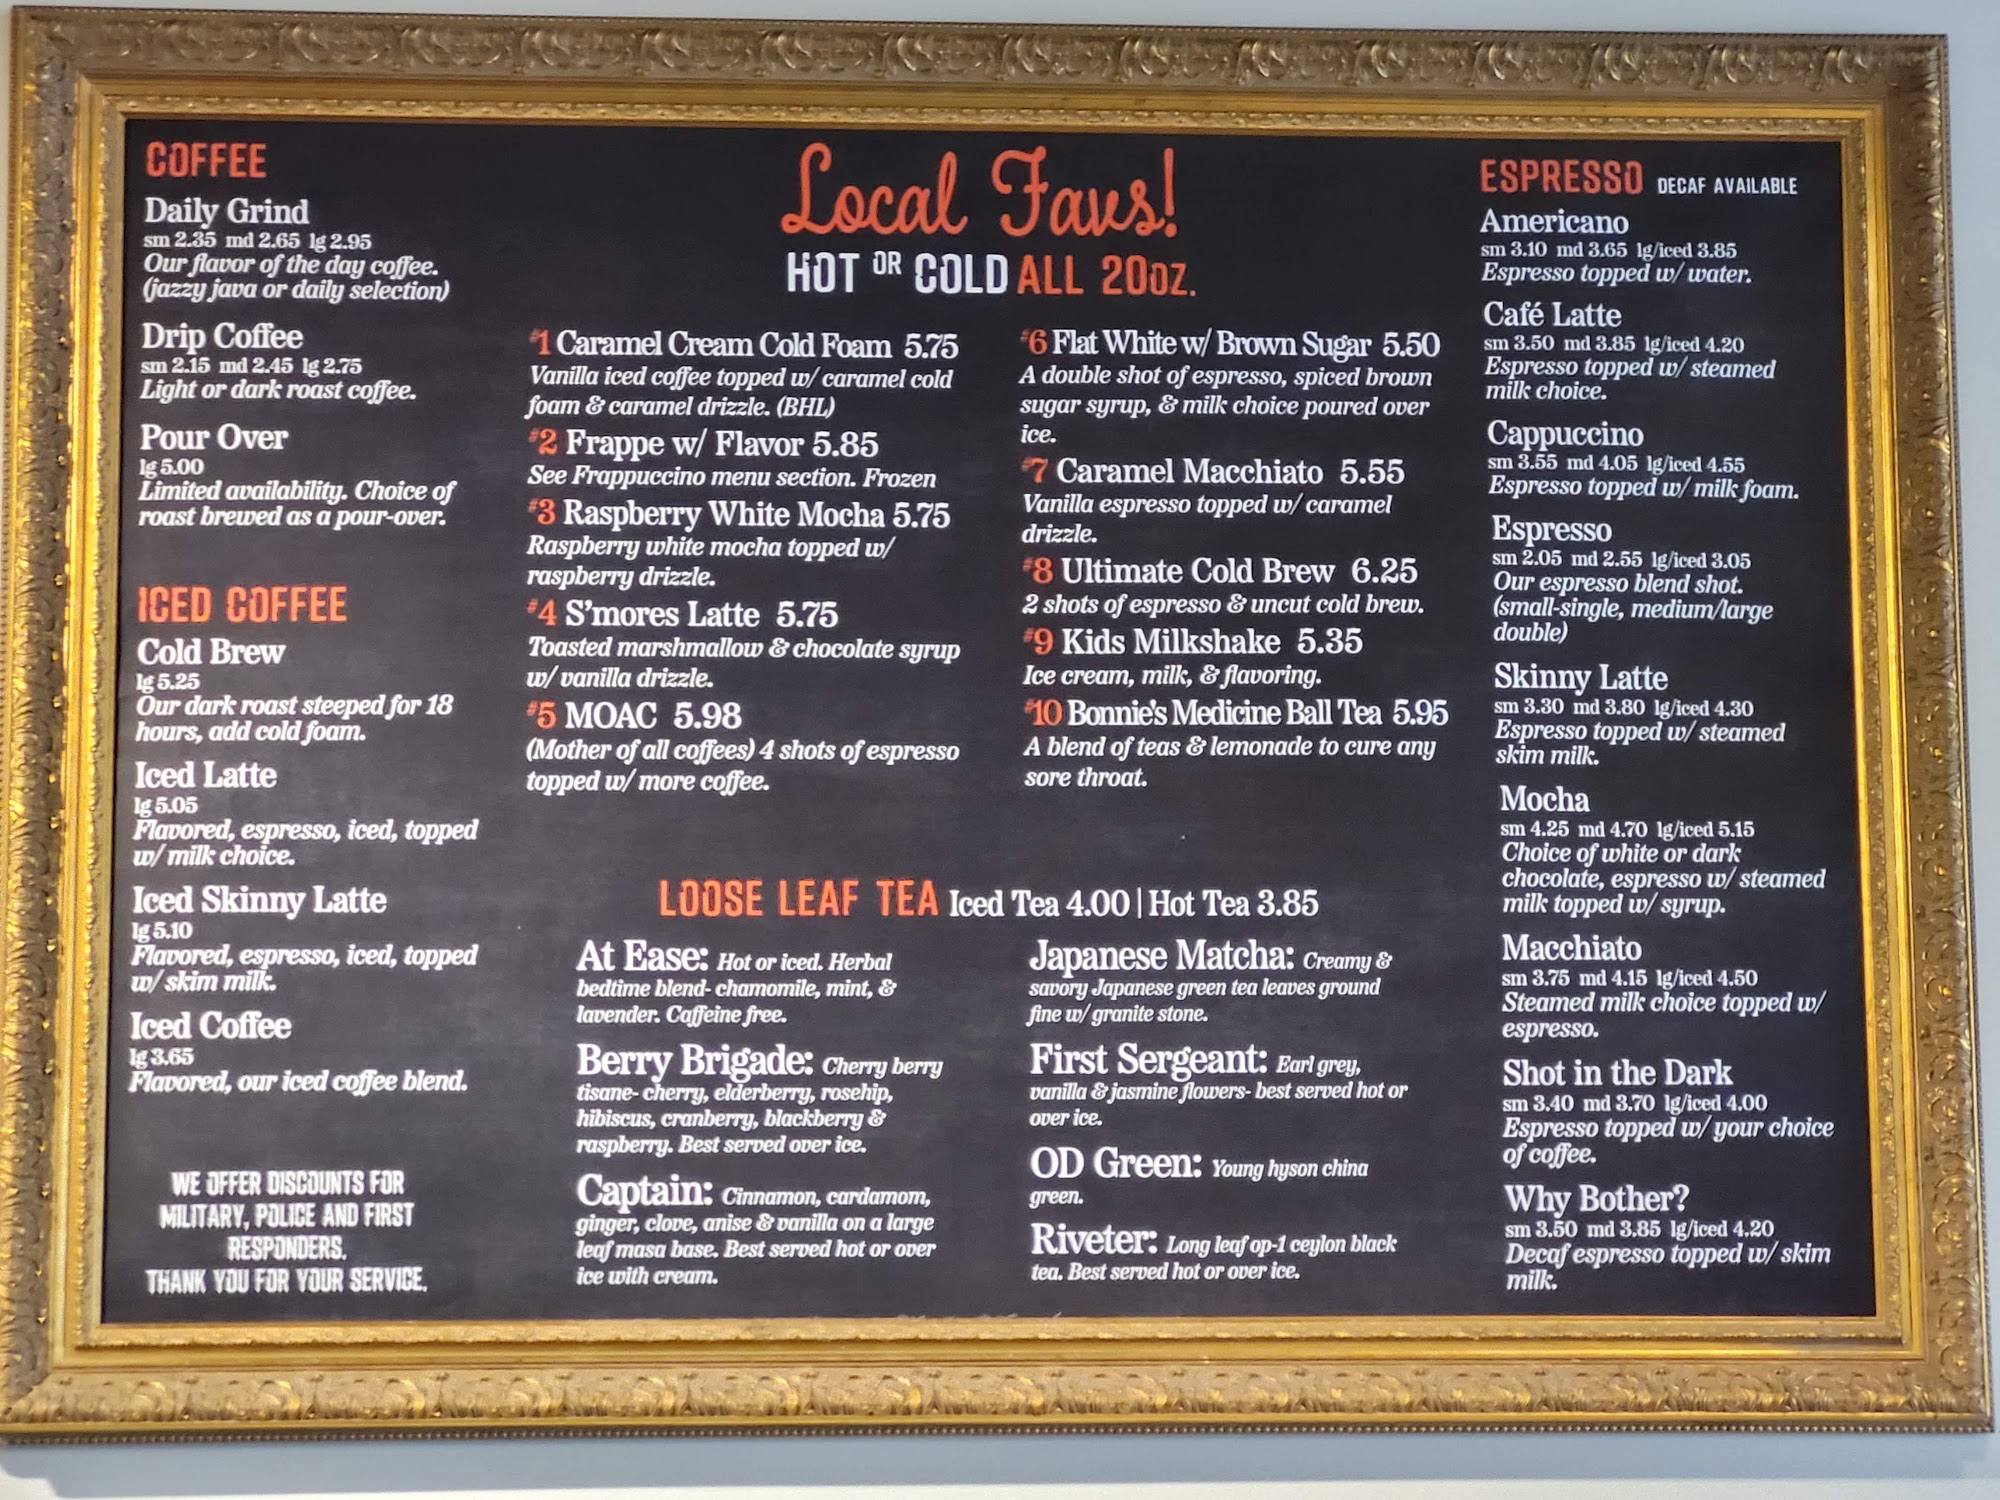 COFFEE
Daily Grind
sm 2.35 md 2.65 lg 2.95
Our flavor of the day coffee.
(jazzy java or daily selection)
Drip Coffee
sm 2.15 md 2.45 lg 2.75
Light or dark roast coffee.
Pour Over
lg 5.00
Limited availability. Choice of
roast brewed as a pour-over.
ICED COFFEE
Cold Brew
lg 5.25
Our dark roast steeped for 18
hours, add cold foam.
Iced Latte
lg 5.05
Flavored, espresso, iced, topped
w/ milk choice.
Iced Skinny Latte
lg 5.10
Flavored, espresso, iced, topped
w/ skim milk.
Iced Coffee
lg 3.65
Flavored, our iced coffee blend.
WE OFFER DISCOUNTS FOR
MILITARY, POLICE AND FIRST
RESPONDERS.
THANK YOU FOR YOUR SERVICE.
Local Favs!
HOT OR COLD ALL 20OZ.
#1 Caramel Cream Cold Foam 5.75
Vanilla iced coffee topped w/ caramel cold
foam & caramel drizzle. (BHL)
#2 Frappe w/ Flavor 5.85
See Frappuccino menu section. Frozen
#3 Raspberry White Mocha 5.75
Raspberry white mocha topped w/
raspberry drizzle.
#4 S'mores Latte 5.75
Toasted marshmallow & chocolate syrup
w/ vanilla drizzle.
#5 MOAC 5.98
(Mother of all coffees) 4 shots of espresso
topped w/ more coffee.
#6 Flat White w/ Brown Sugar 5.50
A double shot of espresso, spiced brown
sugar syrup, & milk choice poured over
ice.
#7 Caramel Macchiato 5.55
Vanilla espresso topped w/ caramel
drizzle.
#8 Ultimate Cold Brew 6.25
2 shots of espresso & uncut cold brew.
#9 Kids Milkshake 5.35
Ice cream, milk, & flavoring.
#10 Bonnie's Medicine Ball Tea 5.95
A blend of teas & lemonade to cure any
sore throat.
LOOSE LEAF TEA Iced Tea 4.00 | Hot Tea 3.85
At Ease: Hot or iced. Herbal
bedtime blend- chamomile, mint, &
lavender. Caffeine free.
Berry Brigade: Cherry berry
tisane- cherry, elderberry, rosehip,
hibiscus, cranberry, blackberry &
raspberry. Best served over ice.
Captain: Cinnamon, cardamom,
ginger, clove, anise & vanilla on a large
leaf masa base. Best served hot or over
ice with cream.
Japanese Matcha: Creamy &
savory Japanese green tea leaves ground
fine w/ granite stone.
First Sergeant: Earl grey,
vanilla & jasmine flowers- best served hot or
over ice.
OD Green: Young hyson china
green.
Riveter: Long leaf op-1 ceylon black
tea. Best served hot or over ice.
ESPRESSO DECAF AVAILABLE
Americano
sm 3.10 md 3.65 lg/iced 3.85
Espresso topped w/ water.
Café Latte
sm 3.50 md 3.85 lg/iced 4.20
Espresso topped w/ steamed
milk choice.
Cappuccino
sm 3.55 md 4.05 lg/iced 4.55
Espresso topped w/ milk foam.
Espresso
sm 2.05 md 2.55 lg/iced 3.05
Our espresso blend shot.
(small-single, medium/large
double)
Skinny Latte
sm 3.30 md 3.80 lg/iced 4.30
Espresso topped w/ steamed
skim milk.
Mocha
sm 4.25 md 4.70 lg/iced 5.15
Choice of white or dark
chocolate, espresso w/ steamed
milk topped w/ syrup.
Macchiato
sm 3.75 md 4.15 lg/iced 4.50
Steamed milk choice topped w/
espresso.
Shot in the Dark
sm 3.40 md 3.70 lg/iced 4.00
Espresso topped w/ your choice
of coffee.
Why Bother?
sm 3.50 md 3.85 lg/iced 4.20
Decaf espresso topped w/ skim
milk.